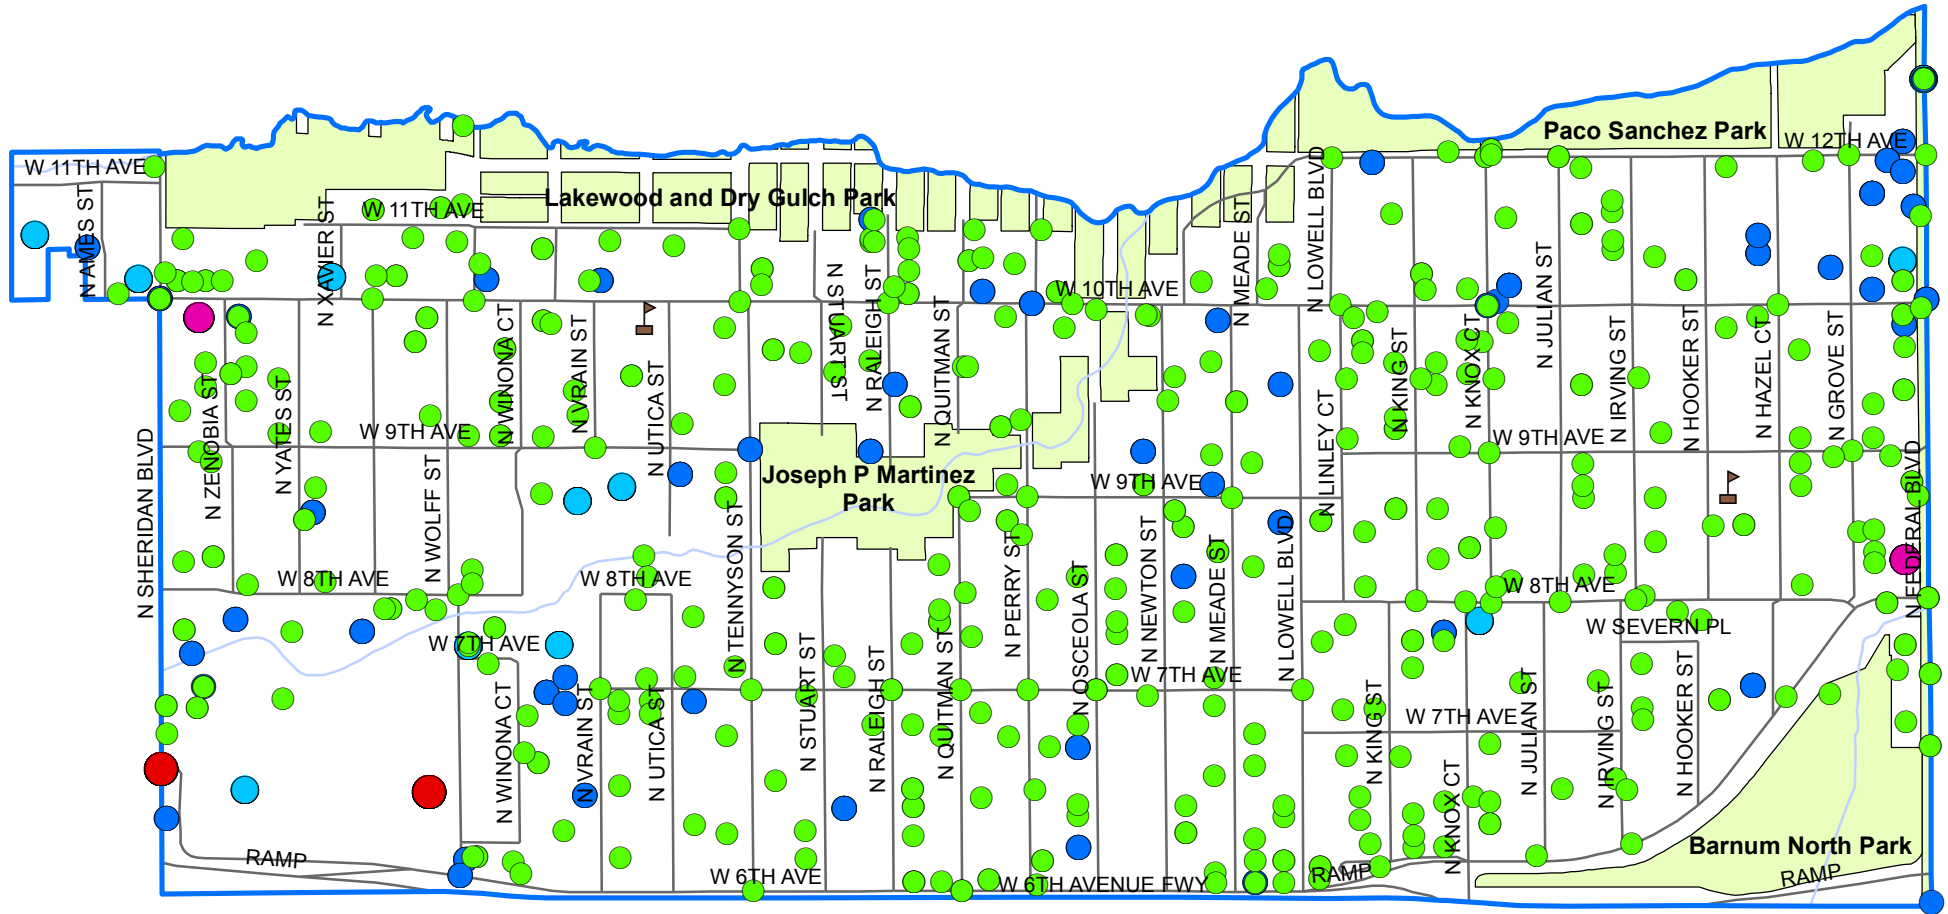 Paco Sanchez Park
W 12TH AVE
W 11TH AVE
N AMES ST
Lakewood and Dry Gulch Park
W 11TH AVE
N XAVIER ST
N MEADE ST
N LOWELL BLVD
W 10TH AVE
N STUART ST
N RALEIGH ST
N QUITMAN ST
N WINONA CT
N VRAIN ST
N UTICA ST
N JULIAN ST
N KING ST
N KNOX CT
N IRVING ST
N HOOKER ST
N HAZEL CT
N GROVE ST
N ZENOBIA ST
N YATES ST
W 9TH AVE
N LINLEY CT
W 9TH AVE
N SHERIDAN BLVD
N WOLFF ST
Joseph P Martinez
Park
W 9TH AVE
N FEDERAL BLVD
N TENNYSON ST
N PERRY ST
N OSCEOLA ST
N NEWTON ST
N MEADE ST
N LOWELL BLVD
W 8TH AVE
W 8TH AVE
W 8TH AVE
W SEVERN PL
W 7TH AVE
N STUART ST
N RALEIGH ST
N QUITMAN ST
W 7TH AVE
N WINONA CT
N VRAIN ST
N UTICA ST
N KING ST
W 7TH AVE
N JULIAN ST
N IRVING ST
N HOOKER ST
N KNOX CT
Barnum North Park
RAMP
W 6TH AVE
W 6TH AVENUE FWY
RAMP
RAMP